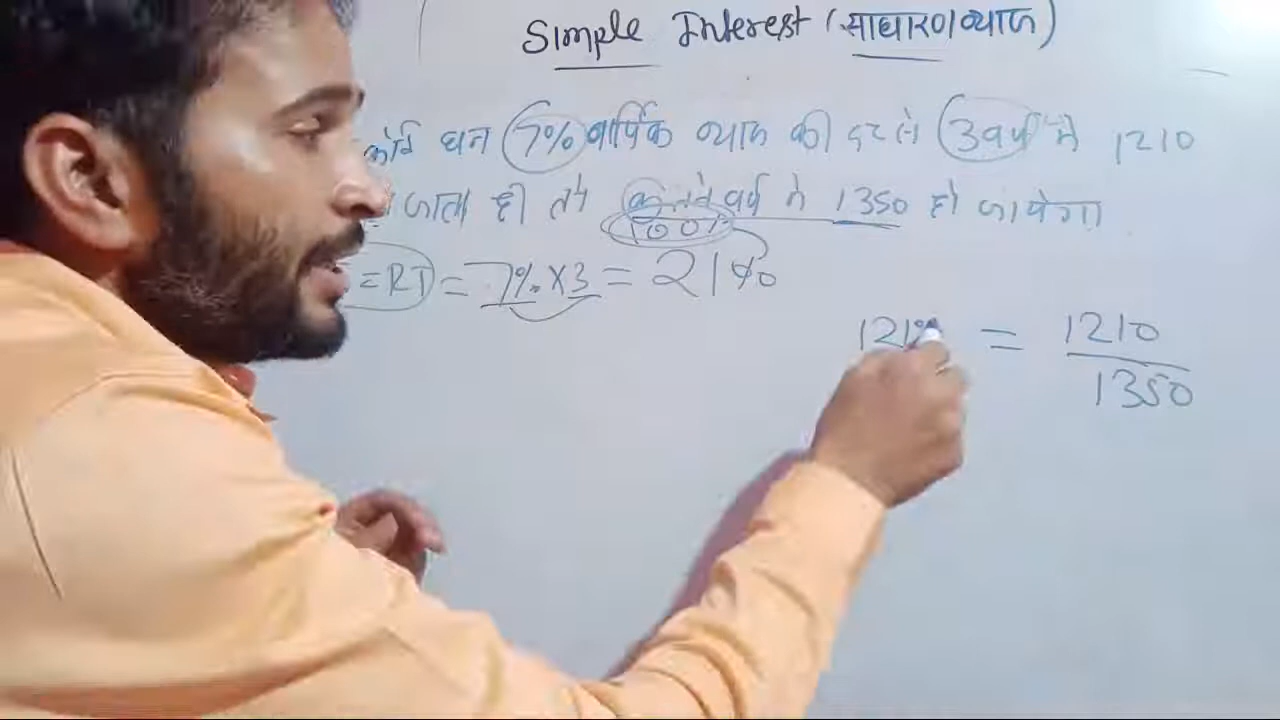 Simple Interest (साधारण ब्याज)
कोई धन 7% वार्षिक ब्याज की दर से 3 वर्ष में 1210
जाता है तो कितने वर्ष में 1350 हो जायेगा
100%
=RT = 7% × 3 = 21%
121% = 1210
1350